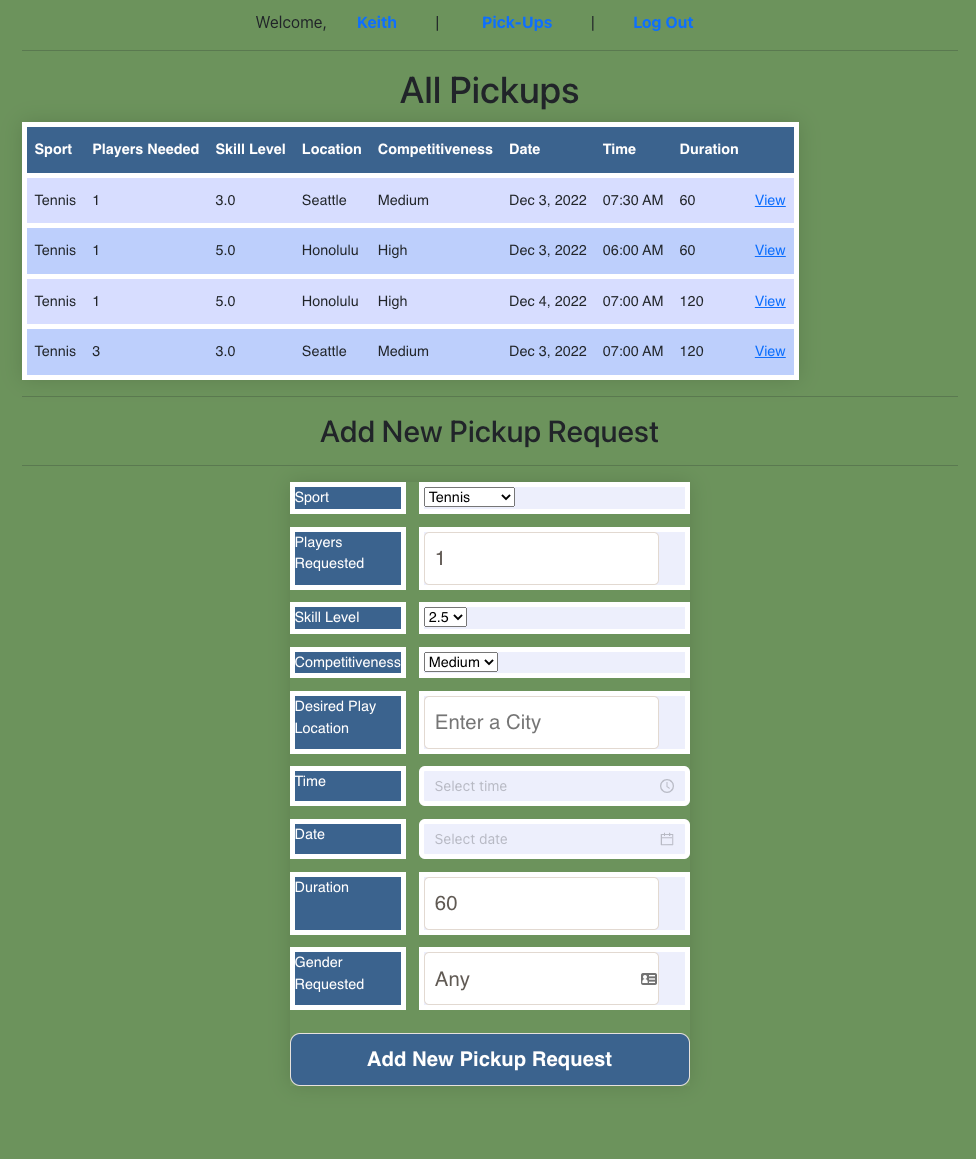 Welcome, Keith | Pick-Ups | Log Out
All Pickups
Sport Players Needed Skill Level Location Competitiveness Date Time Duration
Tennis 1 3.0 Seattle Medium Dec 3, 2022 07:30 AM 60 View
Tennis 1 5.0 Honolulu High Dec 3, 2022 06:00 AM 60 View
Tennis 1 5.0 Honolulu High Dec 4, 2022 07:00 AM 120 View
Tennis 3 3.0 Seattle Medium Dec 3, 2022 07:00 AM 120 View
Add New Pickup Request
Sport Tennis
Players
Requested
1
Skill Level 2.5
Competitiveness Medium
Desired Play
Location
Enter a City
Time Select time
Date Select date
Duration 60
Gender
Requested
Any
Add New Pickup Request